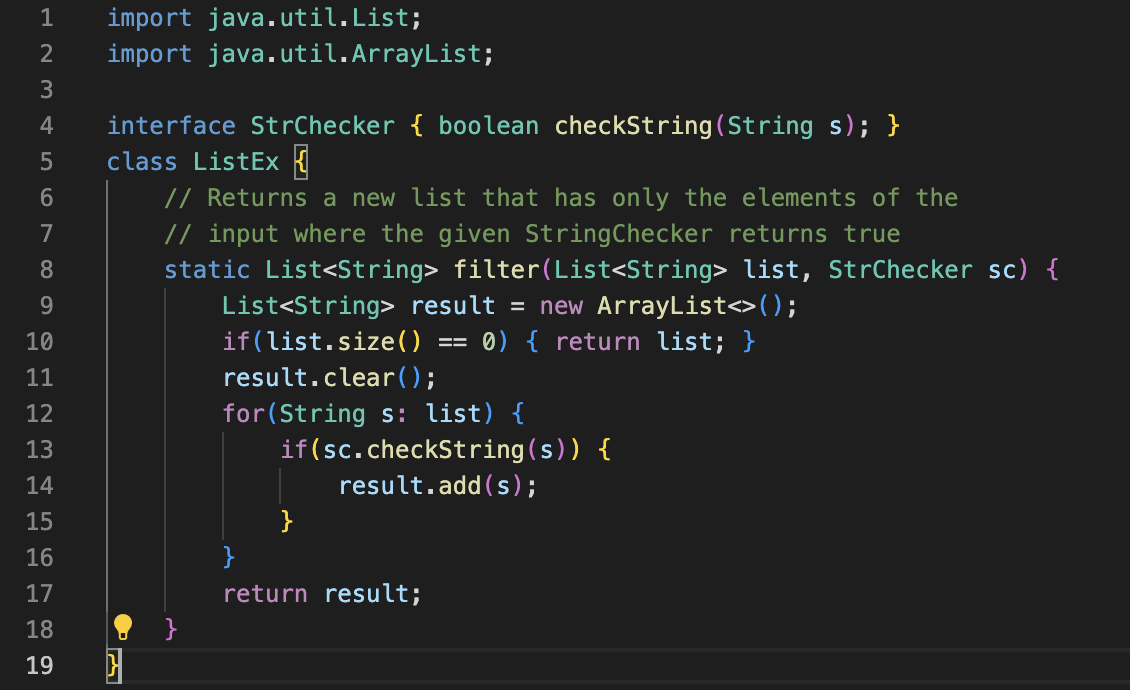 1 import java.util.List;
2 import java.util.ArrayList;
3
4 interface StrChecker { boolean checkString(String s); }
5 class ListEx {
6     // Returns a new list that has only the elements of the
7     // input where the given StringChecker returns true
8     static List<String> filter(List<String> list, StrChecker sc) {
9         List<String> result = new ArrayList<>();
10         if(list.size() == 0) { return list; }
11         result.clear();
12         for(String s: list) {
13             if(sc.checkString(s)) {
14                 result.add(s);
15             }
16         }
17         return result;
18     }
19 }